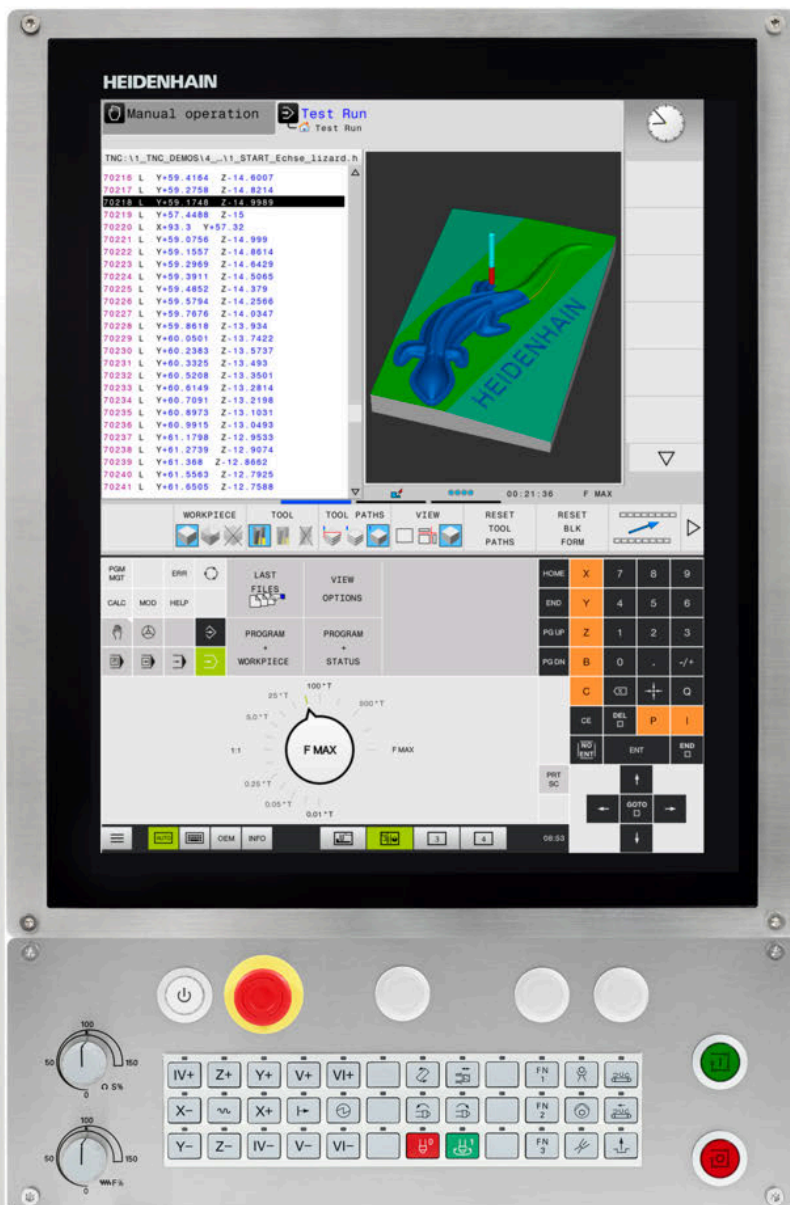 HEIDENHAIN
Manual operation
Test Run
Test Run
TNC:\1_TNC_DEMOS\4_…\1_START_Echse_lizard.h
70216 L Y+59.4164 Z-14.6007
70217 L Y+59.2758 Z-14.8214
70218 L Y+59.1748 Z-14.9989
70219 L Y+57.4488 Z-15
70220 L X+93.3 Y+57.32
70221 L Y+59.0756 Z-14.999
70222 L Y+59.1557 Z-14.8614
70223 L Y+59.2969 Z-14.6429
70224 L Y+59.3911 Z-14.5065
70225 L Y+59.4852 Z-14.379
70226 L Y+59.5794 Z-14.2566
70227 L Y+59.7676 Z-14.0347
70228 L Y+59.8618 Z-13.934
70229 L Y+60.0501 Z-13.7422
70230 L Y+60.2383 Z-13.5737
70231 L Y+60.3325 Z-13.493
70232 L Y+60.5208 Z-13.3501
70233 L Y+60.6149 Z-13.2814
70234 L Y+60.7091 Z-13.2198
70235 L Y+60.8973 Z-13.1031
70236 L Y+60.9915 Z-13.0493
70237 L Y+61.1798 Z-12.9533
70238 L Y+61.2739 Z-12.9074
70239 L Y+61.368 Z-12.8662
70240 L Y+61.5563 Z-12.7925
70241 L Y+61.6505 Z-12.7588
HEIDENHAIN
00:21:36 F MAX
WORKPIECE TOOL TOOL PATHS VIEW
RESET
TOOL
PATHS
RESET
BLK
FORM
PGM
MGT
ERR
CALC MOD HELP
LAST
FILES
VIEW
OPTIONS
PROGRAM
+
WORKPIECE
PROGRAM
+
STATUS
HOME X 7 8 9
END Y 4 5 6
PG UP Z 1 2 3
PG DN B 0 . -/+
C Q
CE DEL P I
NO
ENT
ENT
END
PRT
SC
GOTO
100*T
25*T
500*T
5.0*T
1:1
F MAX
F MAX
0.25*T
0.05*T
0.01*T
AUTO OEM INFO 3 4 08:53
100
50 150
0
S%
100
50 150
0
F%
IV+ Z+ Y+ V+ VI+ FN 1
X- X+ FN 2
Y- Z- IV- V- VI- 0 1 FN 3